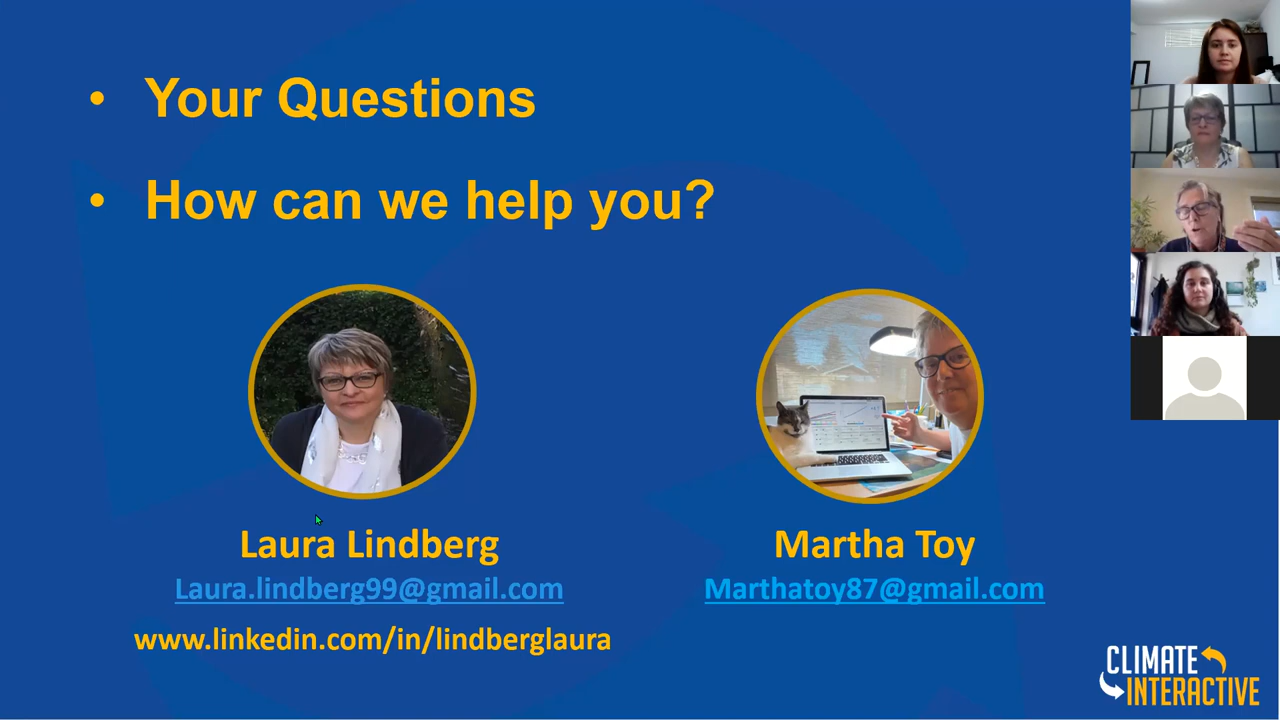 • Your Questions
• How can we help you?
Laura Lindberg
Laura.lindberg99@gmail.com
www.linkedin.com/in/lindberglaura
Martha Toy
Marthatoy87@gmail.com
CLIMATE
INTERACTIVE